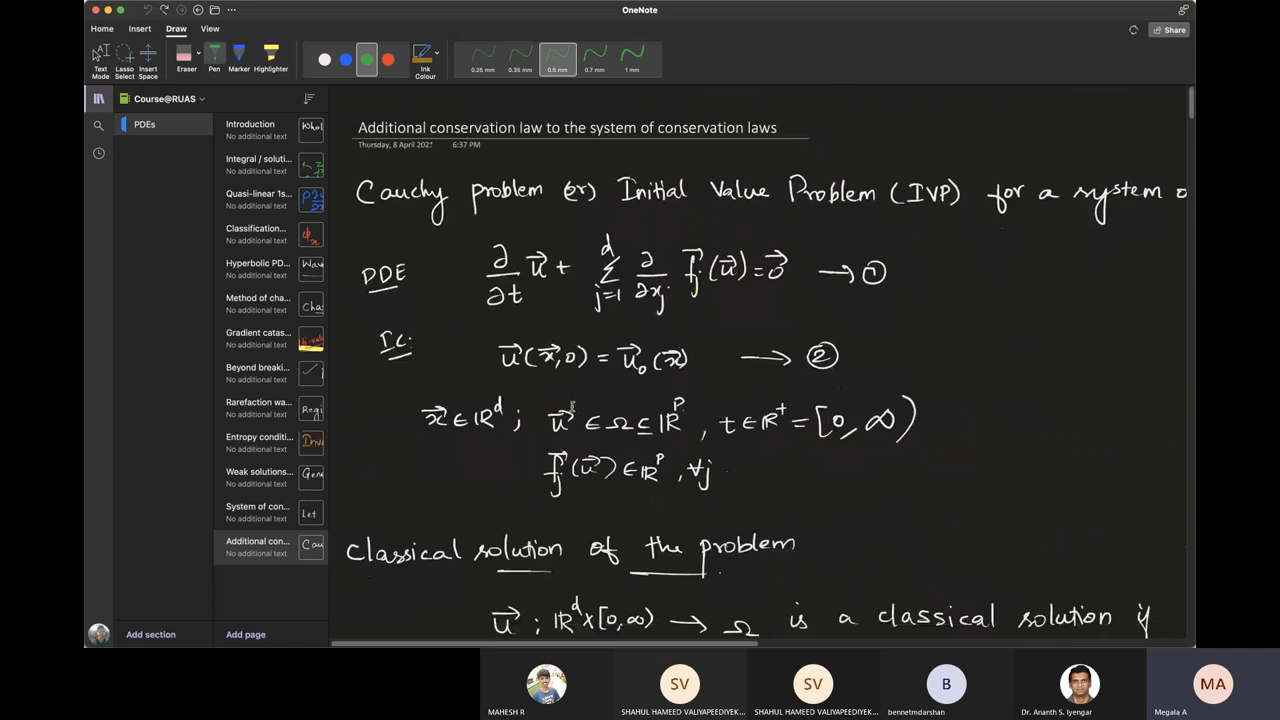 OneNote
Home Insert Draw View
Share
Text Mode
Lasso Select
Insert Space
Eraser
Pen
Marker
Highlighter
0.25 mm
0.35 mm
0.5 mm
0.7 mm
1 mm
Ink Colour
Course@RUAS
PDEs
Introduction
No additional text
Integral / soluti...
No additional text
Quasi-linear 1s...
No additional text
Classification...
No additional text
Hyperbolic PD...
No additional text
Method of cha...
No additional text
Gradient catas...
No additional text
Beyond breaki...
No additional text
Rarefaction wa...
No additional text
Entropy conditi...
No additional text
Weak solutions...
No additional text
System of con...
No additional text
Additional con...
No additional text
Add section
Add page
Additional conservation law to the system of conservation laws
Thursday, 8 April 2021 6:37 PM
Cauchy problem (or) Initial Value Problem (IVP) for a system o
PDE ∂/∂t u⃗ + Σ_{j=1}^{d} ∂/∂x_j f⃗_j(u⃗) = 0⃗ → ①
I.C: u⃗(x⃗,0) = u⃗₀(x⃗) → ②
x⃗ ∈ ℝ^d ; u⃗ ∈ Ω ⊆ ℝ^p , t ∈ ℝ⁺ = [0, ∞)
f⃗_j(u⃗) ∈ ℝ^p , ∀j
Classical solution of the problem
u⃗ ; ℝ^d × [0,∞) → Ω is a classical solution if
MAHESH R
SV
SHAHUL HAMEED VALIYAPEEDIYEK...
SV
SHAHUL HAMEED VALIYAPEEDIYEK...
B
bennetmdarshan
Dr. Ananth S. Iyengar
MA
Megala A